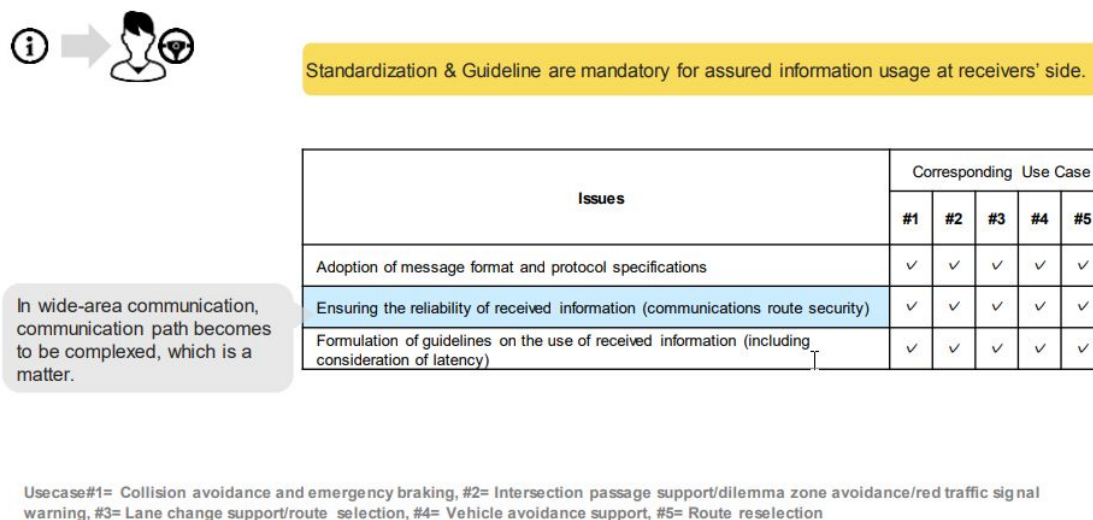 Standardization & Guideline are mandatory for assured information usage at receivers' side.
Issues
Corresponding Use Case
#1 #2 #3 #4 #5
Adoption of message format and protocol specifications ✓ ✓ ✓ ✓ ✓
In wide-area communication,
communication path becomes
to be complexed, which is a
matter.
Ensuring the reliability of received information (communications route security) ✓ ✓ ✓ ✓ ✓
Formulation of guidelines on the use of received information (including
consideration of latency) ✓ ✓ ✓ ✓ ✓
Usecase#1= Collision avoidance and emergency braking, #2= Intersection passage support/dilemma zone avoidance/red traffic signal
warning, #3= Lane change support/route selection, #4= Vehicle avoidance support, #5= Route reselection